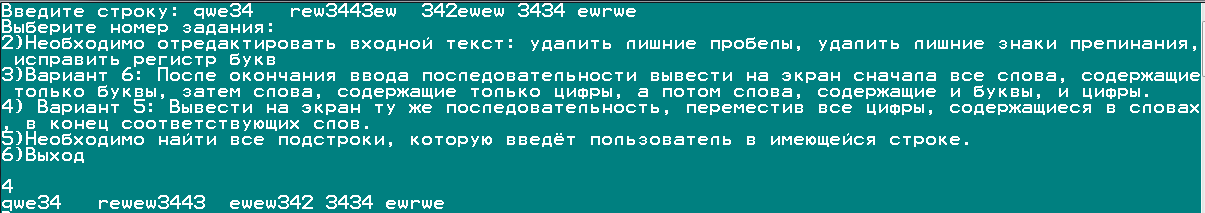 Введите строку: qwe34   rew3443ew  342ewew 3434 ewrwe
Выберите номер задания:
2)Необходимо отредактировать входной текст: удалить лишние пробелы, удалить лишние знаки препинания,
 исправить регистр букв
3)Вариант 6: После окончания ввода последовательности вывести на экран сначала все слова, содержащие
 только буквы, затем слова, содержащие только цифры, а потом слова, содержащие и буквы, и цифры.
4) Вариант 5: Вывести на экран ту же последовательность, переместив все цифры, содержащиеся в словах
, в конец соответствующих слов.
5)Необходимо найти все подстроки, которую введёт пользователь в имеющейся строке.
6)Выход
4
qwe34   rewew3443  ewew342 3434 ewrwe